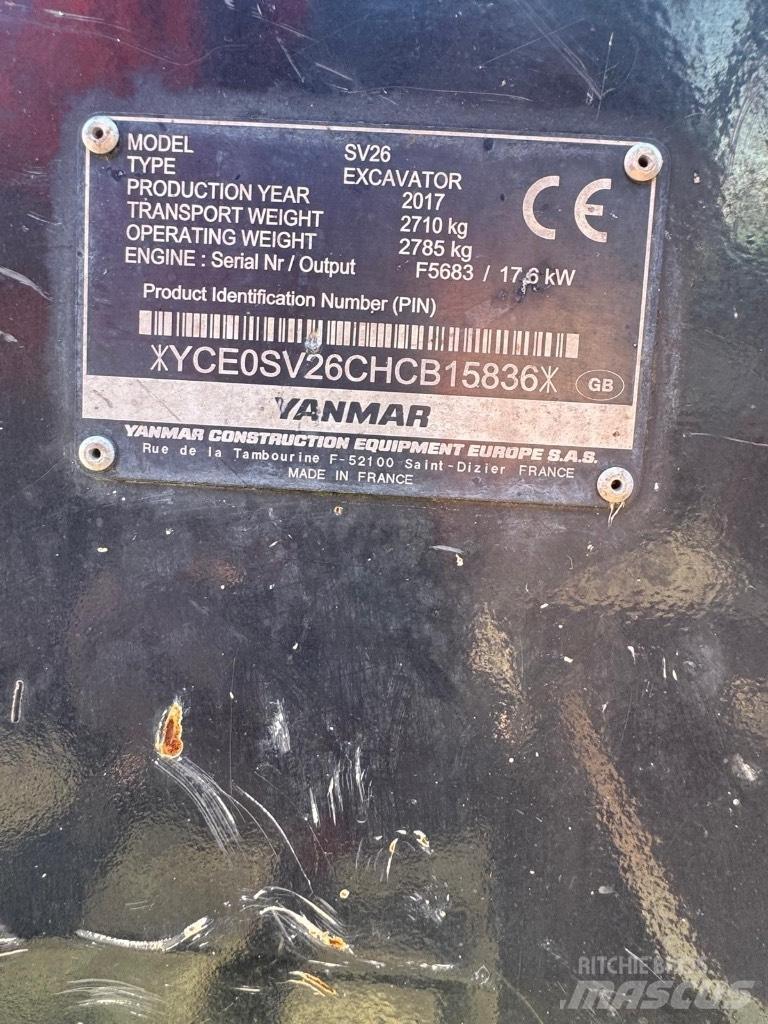 MODEL SV26
TYPE EXCAVATOR
PRODUCTION YEAR 2017
TRANSPORT WEIGHT 2710 kg
OPERATING WEIGHT 2785 kg
ENGINE : Serial Nr / Output F5683 / 17,6 kW
CE
Product Identification Number (PIN)
*YCE0SV26CHCB15836*
GB
YANMAR
YANMAR CONSTRUCTION EQUIPMENT EUROPE S.A.S.
Rue de la Tambourine F-52100 Saint-Dizier FRANCE
MADE IN FRANCE
RITCHIE BROS
MASCUS